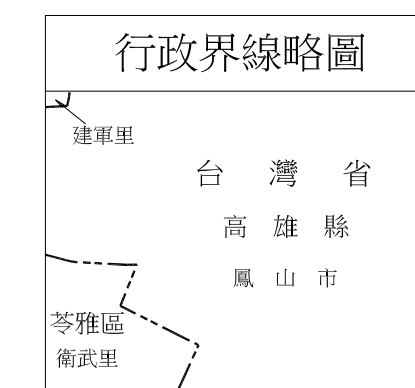 行政界線略圖
建軍里
台灣省
高雄縣
鳳山市
苓雅區
衛武里